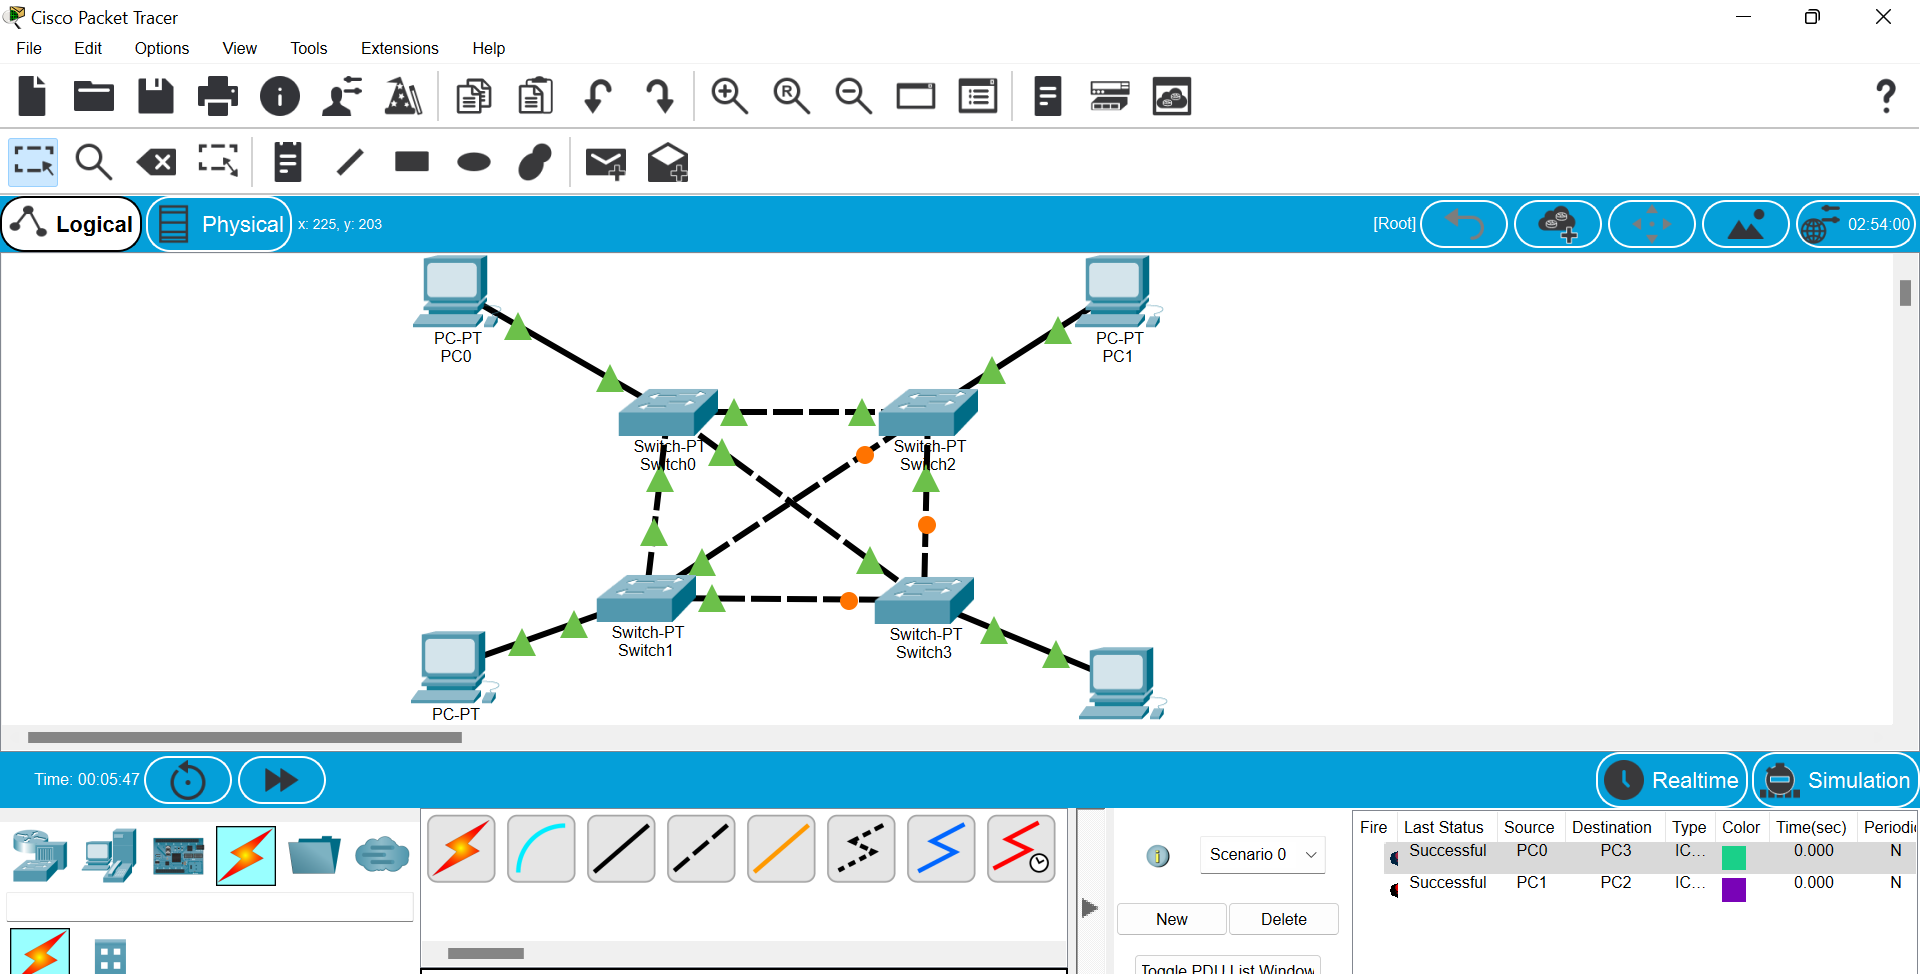 Cisco Packet Tracer
File Edit Options View Tools Extensions Help
Logical Physical x: 225, y: 203 [Root] 02:54:00
PC-PT
PC0
PC-PT
PC1
Switch-PT
Switch0
Switch-PT
Switch2
Switch-PT
Switch1
Switch-PT
Switch3
PC-PT
Time: 00:05:47 Realtime Simulation
Scenario 0
New Delete
Toggle PDU List Window
Fire Last Status Source Destination Type Color Time(sec) Periodic
Successful PC0 PC3 IC... 0.000 N
Successful PC1 PC2 IC... 0.000 N